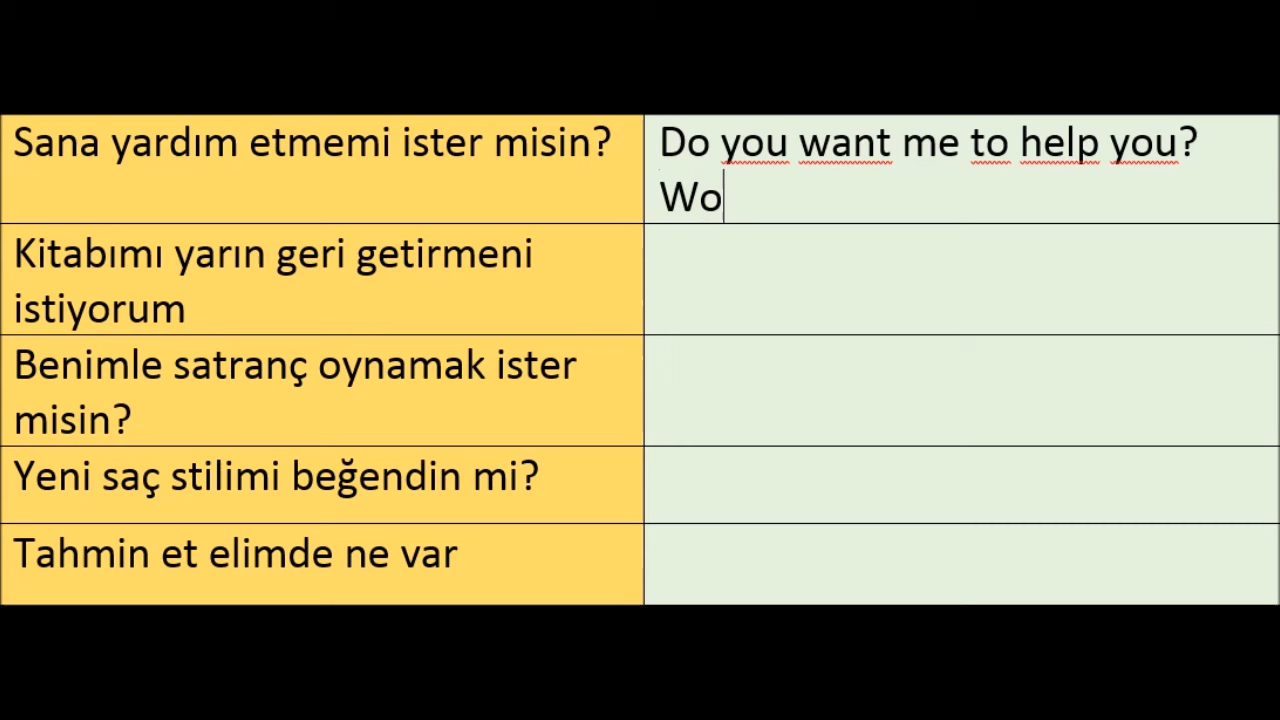 Sana yardım etmemi ister misin?
Do you want me to help you?
Wo
Kitabımı yarın geri getirmeni
istiyorum
Benimle satranç oynamak ister
misin?
Yeni saç stilimi beğendin mi?
Tahmin et elimde ne var